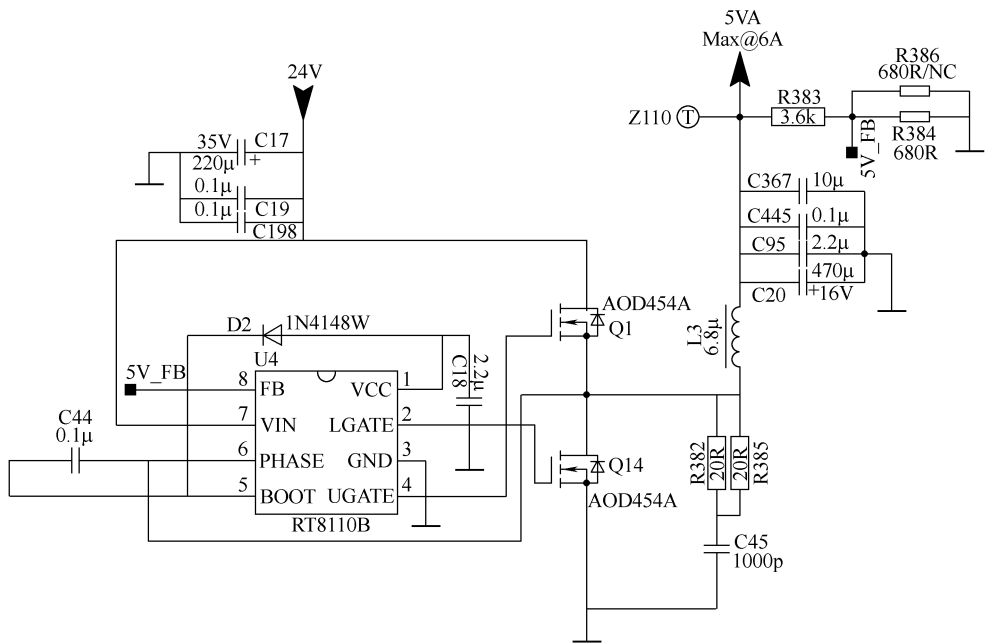 5VA
Max@6A
R386
680R/NC
24V
R383
3.6k
Z110 T
R384
680R
5V_FB
35V C17
220μ +
0.1μ
0.1μ C19
C198
C367 10μ
C445 0.1μ
C95 2.2μ
470μ
C20 +16V
AOD454A
Q1
L3
6.8μ
D2 1N4148W
U4
C18
2.2μ
5V_FB
8 FB VCC 1
C44
0.1μ
7 VIN LGATE 2
6 PHASE GND 3
5 BOOT UGATE 4
RT8110B
Q14
AOD454A
R382
20R
20R
R385
C45
1000p